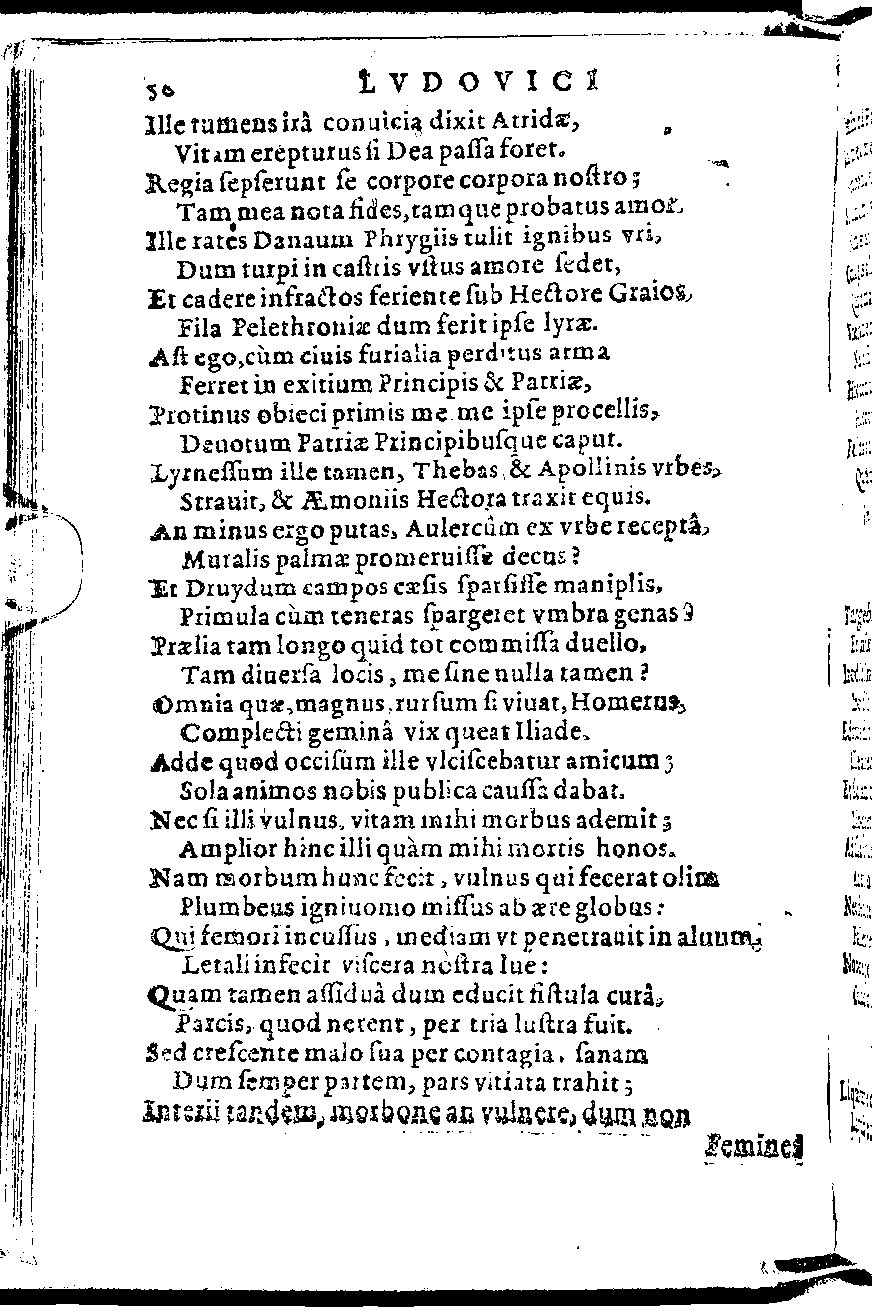 50 LVDOVICI
Ille tumens irâ conuicia dixit Atridæ,
Vitam erepturus si Dea passa foret.
Regia sepserunt se corpore corpora nostro;
Tam mea nota fides, tamque probatus amor.
Ille rates Danaum Phrygiis tulit ignibus vri,
Dum turpi in castris vstus amore sedet,
Et cadere infractos feriente sub Hectore Graios,
Fila Pelethroniæ dum ferit ipse lyræ.
Ast ego, cùm ciuis furialia perditus arma
Ferret in exitium Principis & Patriæ,
Protinus obieci primis me me ipse procellis,
Deuotum Patriæ Principibusque caput.
Lyrnessum ille tamen, Thebas & Apollinis vrbes,
Strauit, & Æmoniis Hectora traxit equis.
An minus ergo putas, Aulercûm ex vrbe receptâ,
Muralis palmæ promeruisse decus?
Et Druydum campos cæsis sparsisse maniplis,
Primula cùm teneras spargeret vmbra genas?
Prælia tam longo quid tot commissa duello,
Tam diuersa locis, me sine nulla tamen?
Omnia quæ, magnus, rursum si viuat, Homerus,
Complecti geminâ vix queat Iliade.
Adde quod occisum ille vlciscebatur amicum;
Sola animos nobis publica caussa dabat.
Nec si illi vulnus, vitam mihi morbus ademit;
Amplior hinc illi quàm mihi mortis honos.
Nam morbum hunc fecit, vulnus qui fecerat olim
Plumbeus igniuomo missus ab ære globus:
Qui femori incussus, mediam vt penetrauit in aluum,
Letali infecit viscera nostra lue:
Quam tamen assiduâ dum educit fistula curâ,
Parcis, quod nerent, per tria lustra fuit.
Sed crescente malo sua per contagia, sanam
Dum semper partem, pars vitiata trahit;
Interii tandem, morbone an vulnere, dum non
Feminei